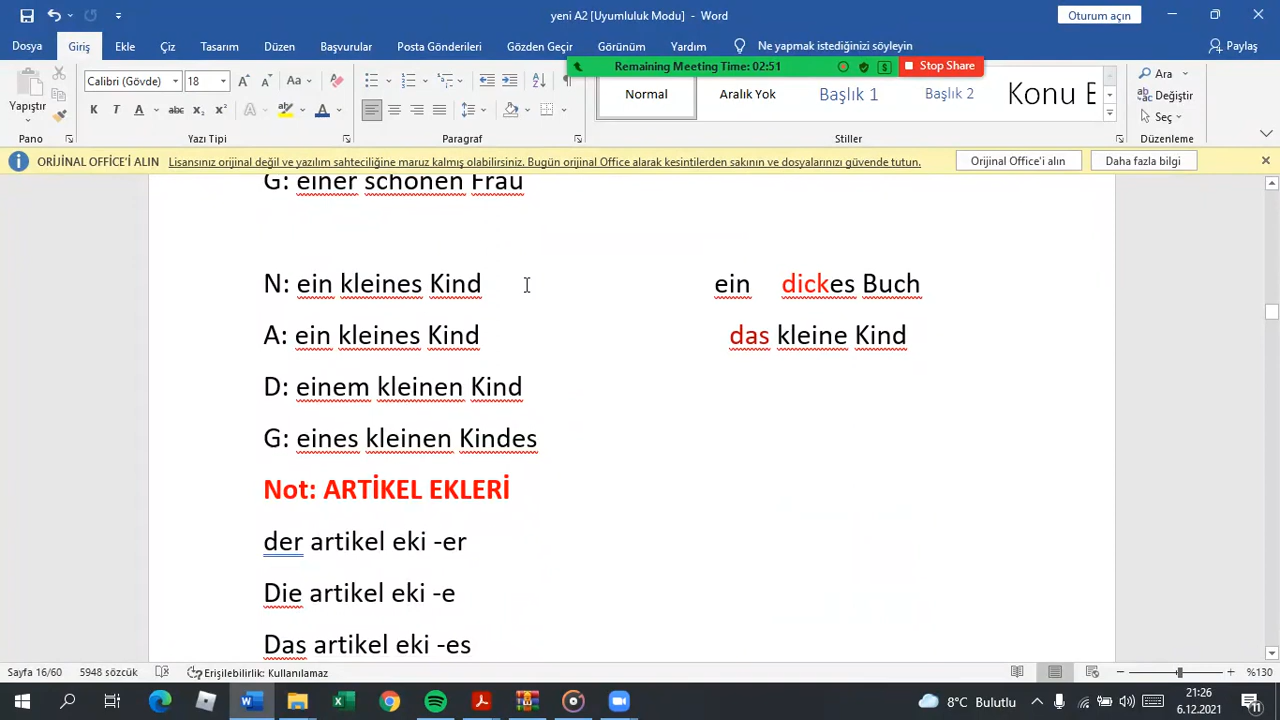 yeni A2 [Uyumluluk Modu] - Word
Oturum açın
Dosya Giriş Ekle Çiz Tasarım Düzen Başvurular Posta Gönderileri Gözden Geçir Görünüm Yardım Ne yapmak istediğinizi söyleyin Paylaş
Remaining Meeting Time: 02:51 Stop Share
Yapıştır
Calibri (Gövde) 18
Normal Aralık Yok Başlık 1 Başlık 2 Konu B
Ara
Değiştir
Seç
Pano Yazı Tipi Paragraf Stiller Düzenleme
ORİJİNAL OFFICE'İ ALIN Lisansınız orijinal değil ve yazılım sahteciliğine maruz kalmış olabilirsiniz. Bugün orijinal Office alarak kesintilerden sakının ve dosyalarınızı güvende tutun. Orijinal Office'i alın Daha fazla bilgi
G: einer schönen Frau
N: ein kleines Kind ein dickes Buch
A: ein kleines Kind das kleine Kind
D: einem kleinen Kind
G: eines kleinen Kindes
Not: ARTİKEL EKLERİ
der artikel eki -er
Die artikel eki -e
Das artikel eki -es
Sayfa 16/60 5948 sözcük Erişilebilirlik: Kullanılamaz %130
8°C Bulutlu
21:26
6.12.2021